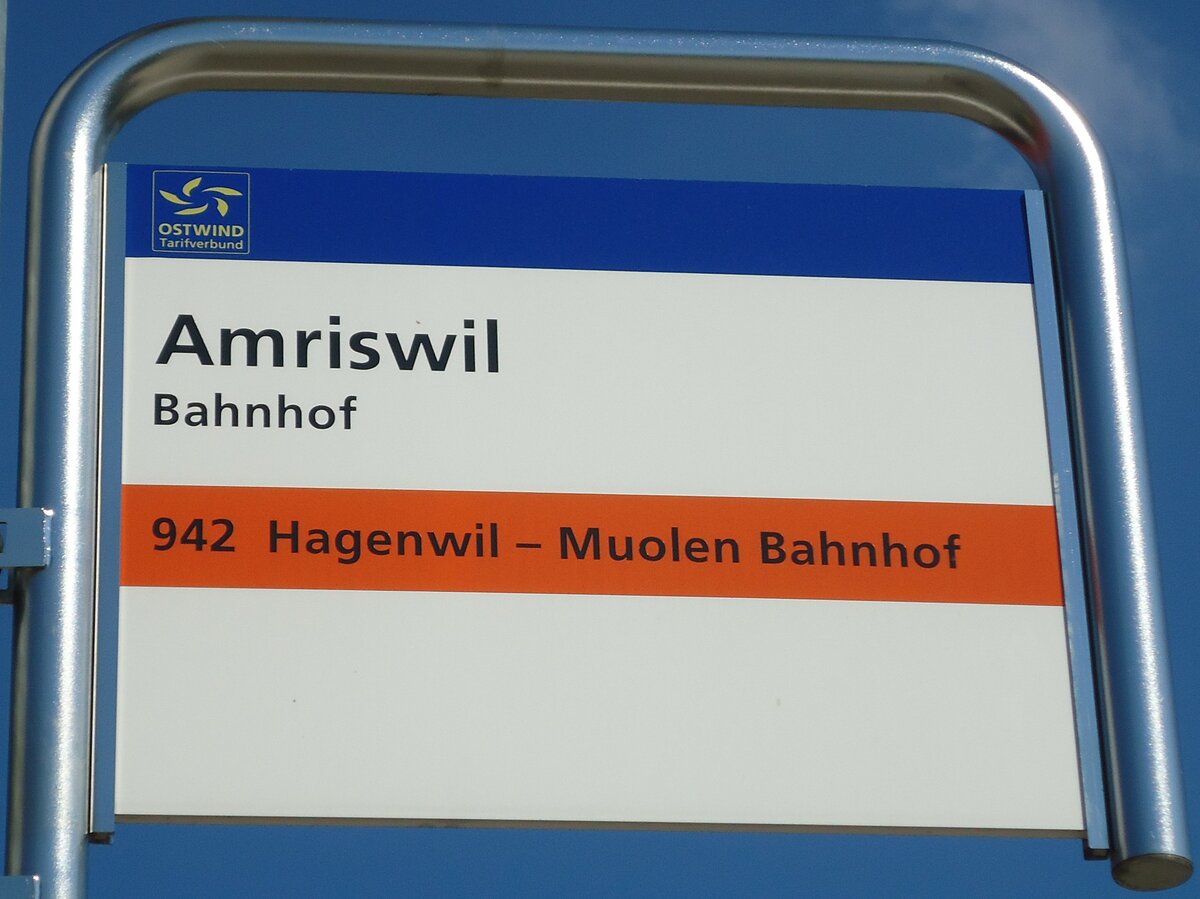 OSTWIND
Tarifverbund
Amriswil
Bahnhof
942 Hagenwil – Muolen Bahnhof